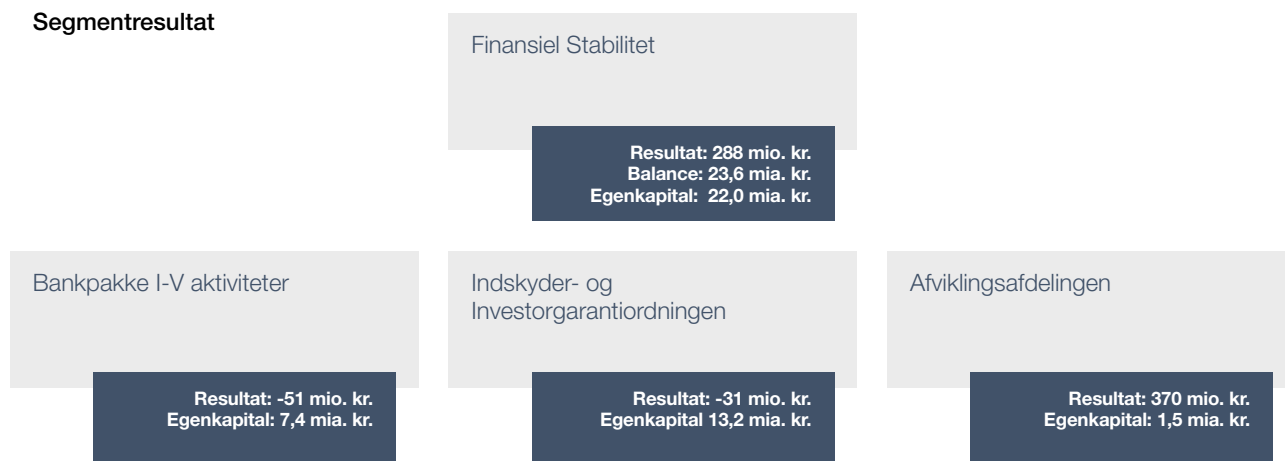 Segmentresultat
Finansiel Stabilitet
Resultat: 288 mio. kr.
Balance: 23,6 mia. kr.
Egenkapital:  22,0 mia. kr.
Bankpakke I-V aktiviteter
Resultat: -51 mio. kr.
Egenkapital: 7,4 mia. kr.
Indskyder- og
Investorgarantiordningen
Resultat: -31 mio. kr.
Egenkapital 13,2 mia. kr.
Afviklingsafdelingen
Resultat: 370 mio. kr.
Egenkapital: 1,5 mia. kr.